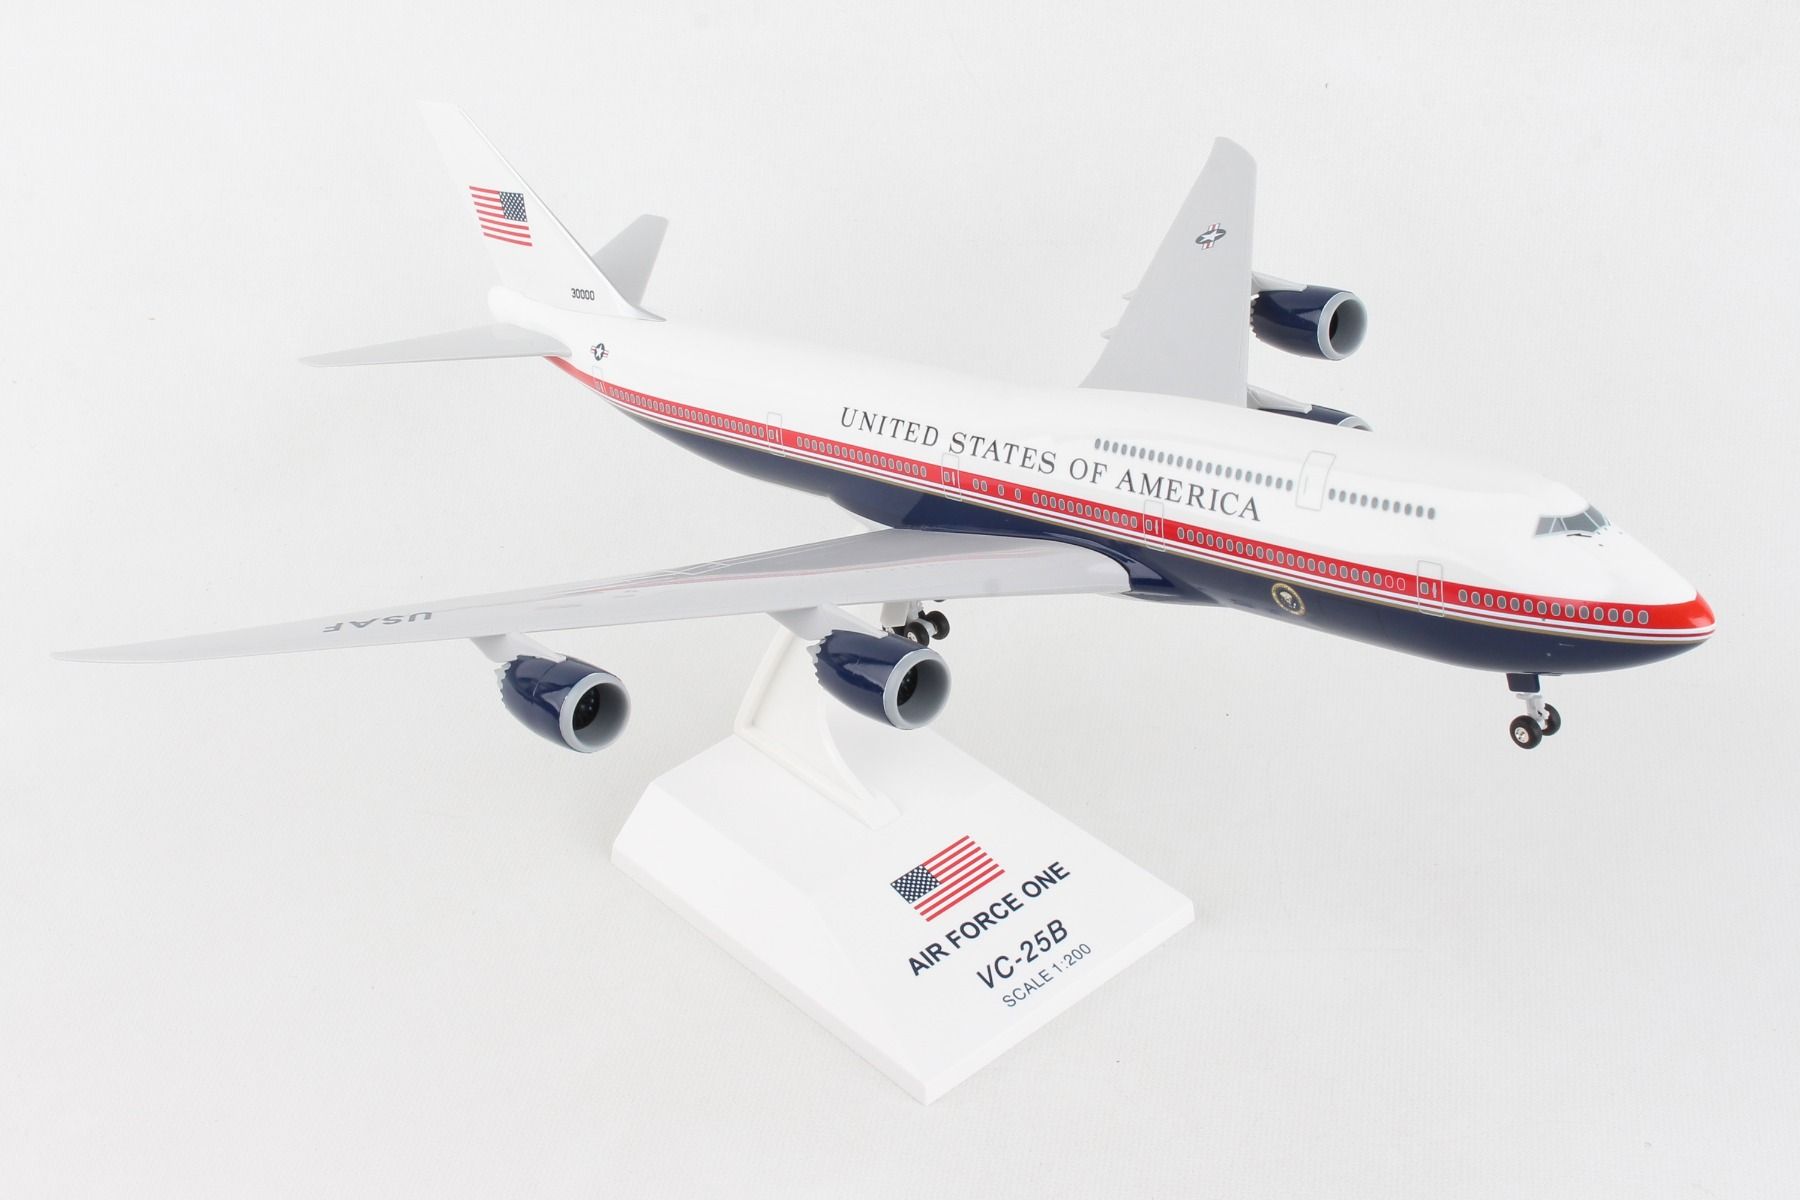 30000
UNITED STATES OF AMERICA
USAF
AIR FORCE ONE
VC-25B
SCALE 1:200